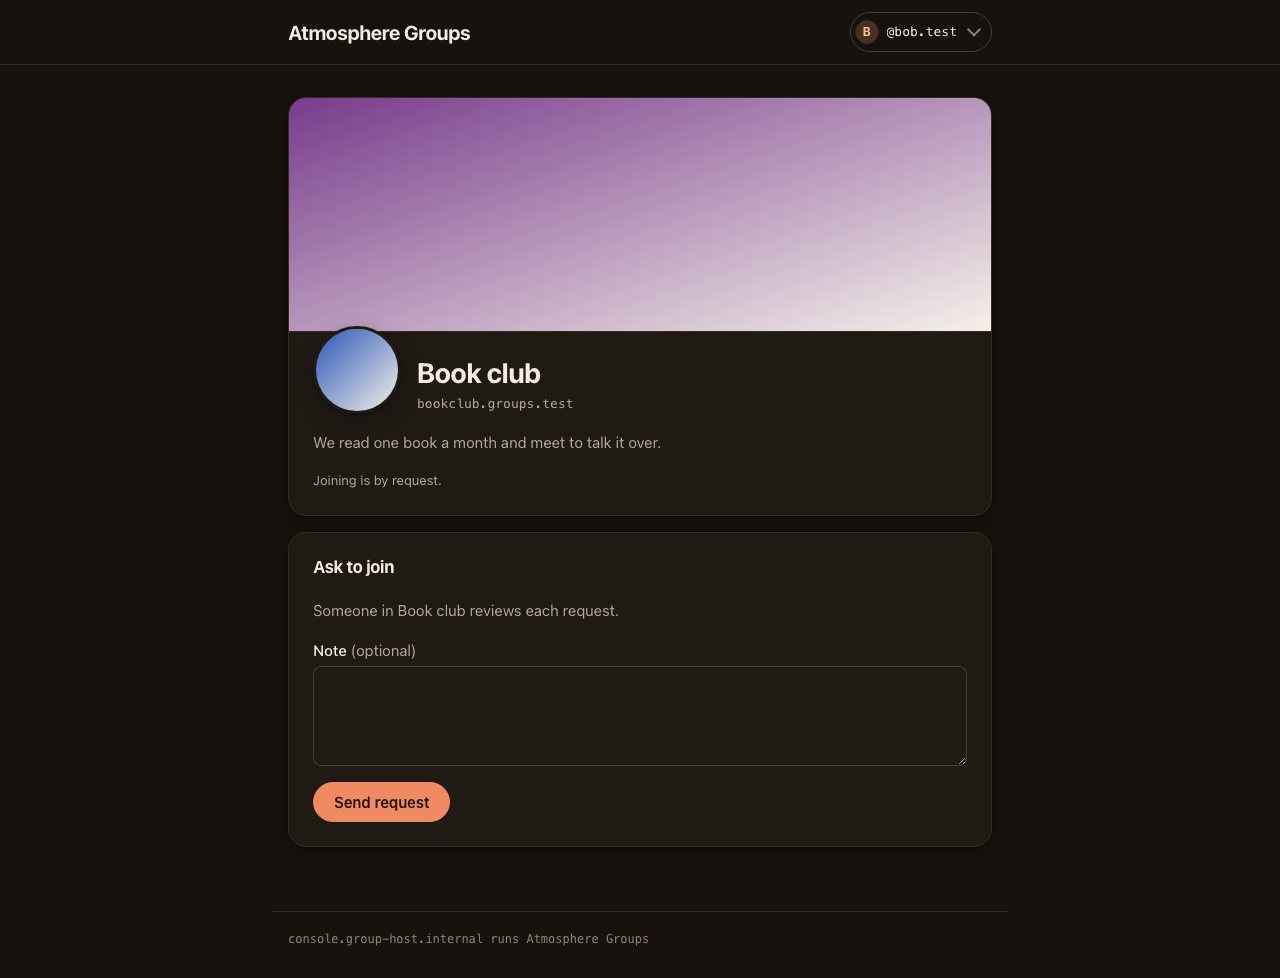 Atmosphere Groups
B @bob.test
Book club
bookclub.groups.test
We read one book a month and meet to talk it over.
Joining is by request.
Ask to join
Someone in Book club reviews each request.
Note (optional)
Send request
console.group-host.internal runs Atmosphere Groups